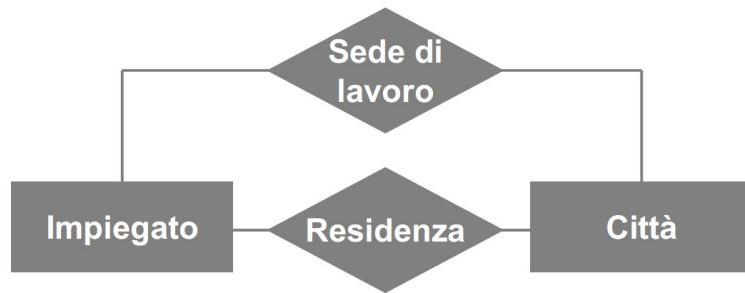 Sede di
lavoro
Impiegato
Residenza
Città